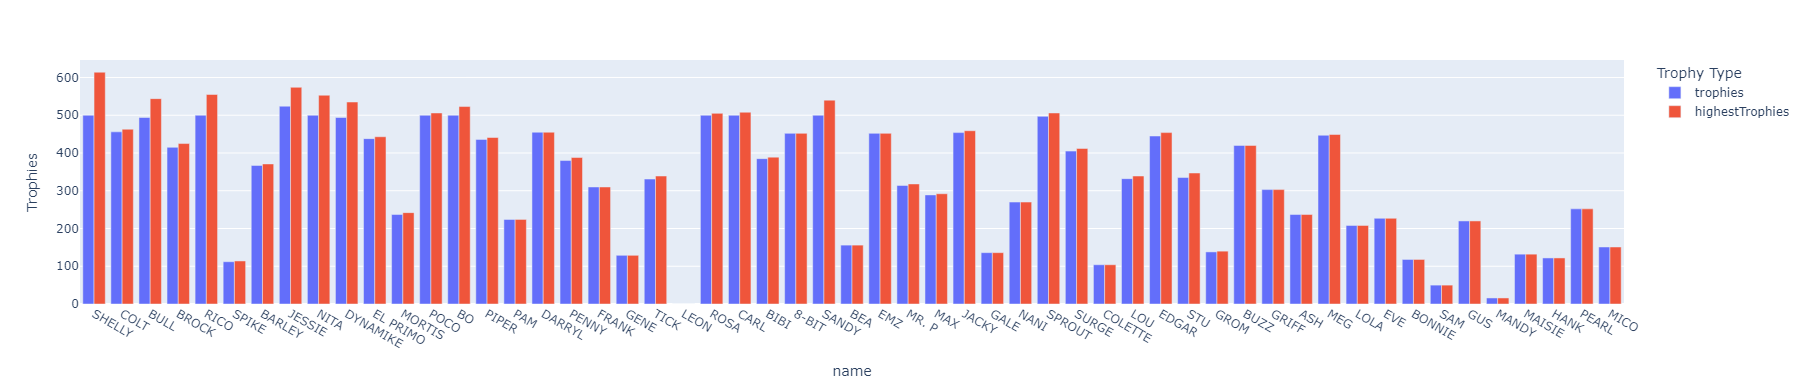 Trophy Type
trophies
highestTrophies
Trophies
600
500
400
300
200
100
0
SHELLY
COLT
BULL
BROCK
RICO
SPIKE
BARLEY
JESSIE
NITA
DYNAMIKE
EL PRIMO
MORTIS
POCO
BO
PIPER
PAM
DARRYL
PENNY
FRANK
GENE
TICK
LEON
ROSA
CARL
BIBI
8-BIT
SANDY
BEA
EMZ
MR. P
MAX
JACKY
GALE
NANI
SPROUT
SURGE
COLETTE
LOU
EDGAR
STU
GROM
BUZZ
GRIFF
ASH
MEG
LOLA
EVE
BONNIE
SAM
GUS
MANDY
MAISIE
HANK
PEARL
MICO
name